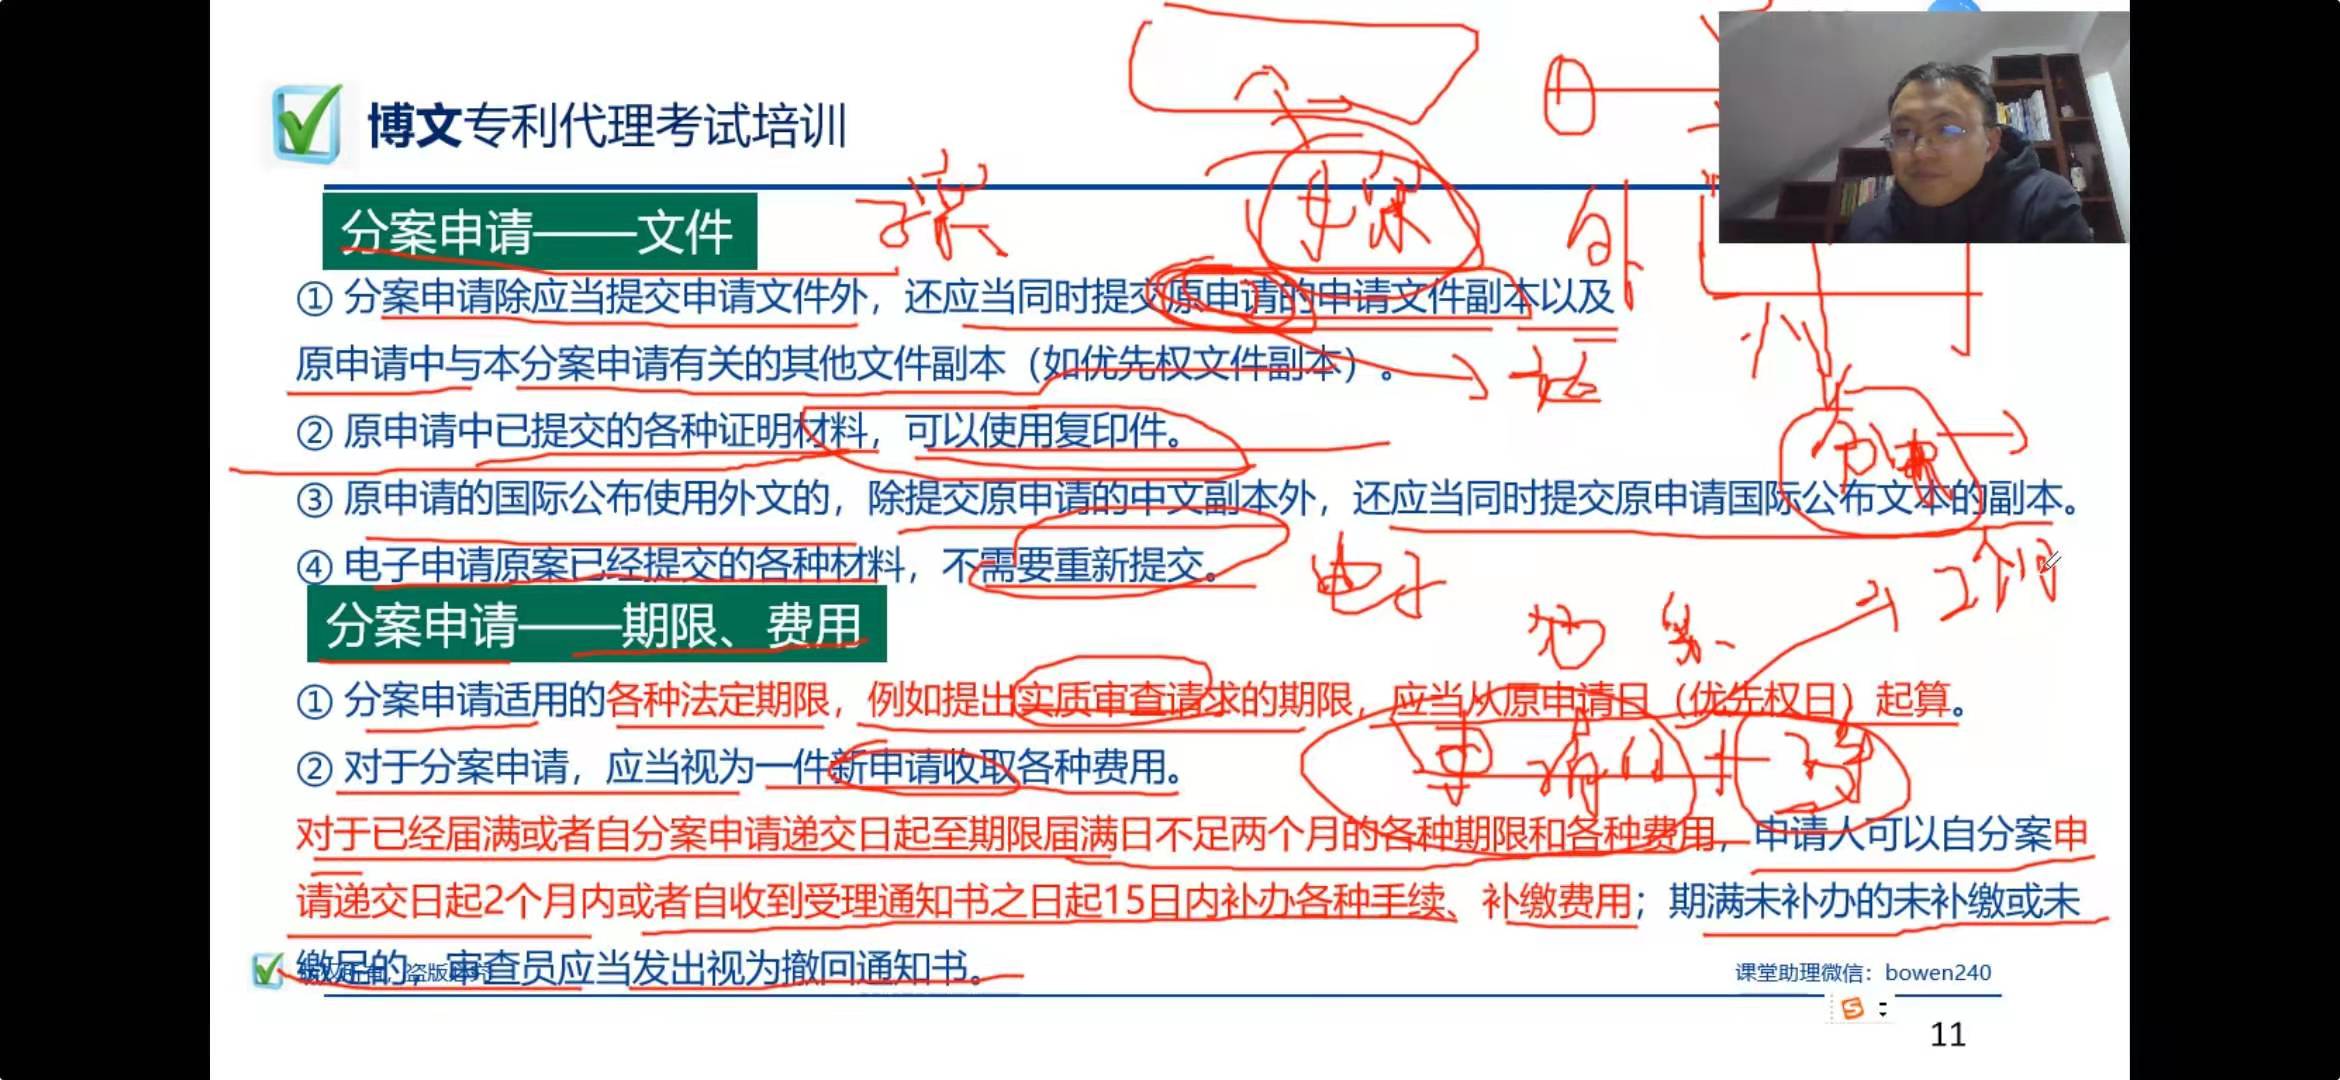 博文专利代理考试培训
分案申请——文件
① 分案申请除应当提交申请文件外，还应当同时提交原申请的申请文件副本以及
原申请中与本分案申请有关的其他文件副本（如优先权文件副本）。
② 原申请中已提交的各种证明材料，可以使用复印件。
③ 原申请的国际公布使用外文的，除提交原申请的中文副本外，还应当同时提交原申请国际公布文本的副本。
④ 电子申请原案已经提交的各种材料，不需要重新提交。
电子
2个月
分案申请——期限、费用
① 分案申请适用的各种法定期限，例如提出实质审查请求的期限，应当从原申请日（优先权日）起算。
② 对于分案申请，应当视为一件新申请收取各种费用。
对于已经届满或者自分案申请递交日起至期限届满日不足两个月的各种期限和各种费用，申请人可以自分案申
请递交日起2个月内或者自收到受理通知书之日起15日内补办各种手续、补缴费用；期满未补办的未补缴或未
缴足的，审查员应当发出视为撤回通知书。
版权所有，盗版必究
课堂助理微信：bowen240
11